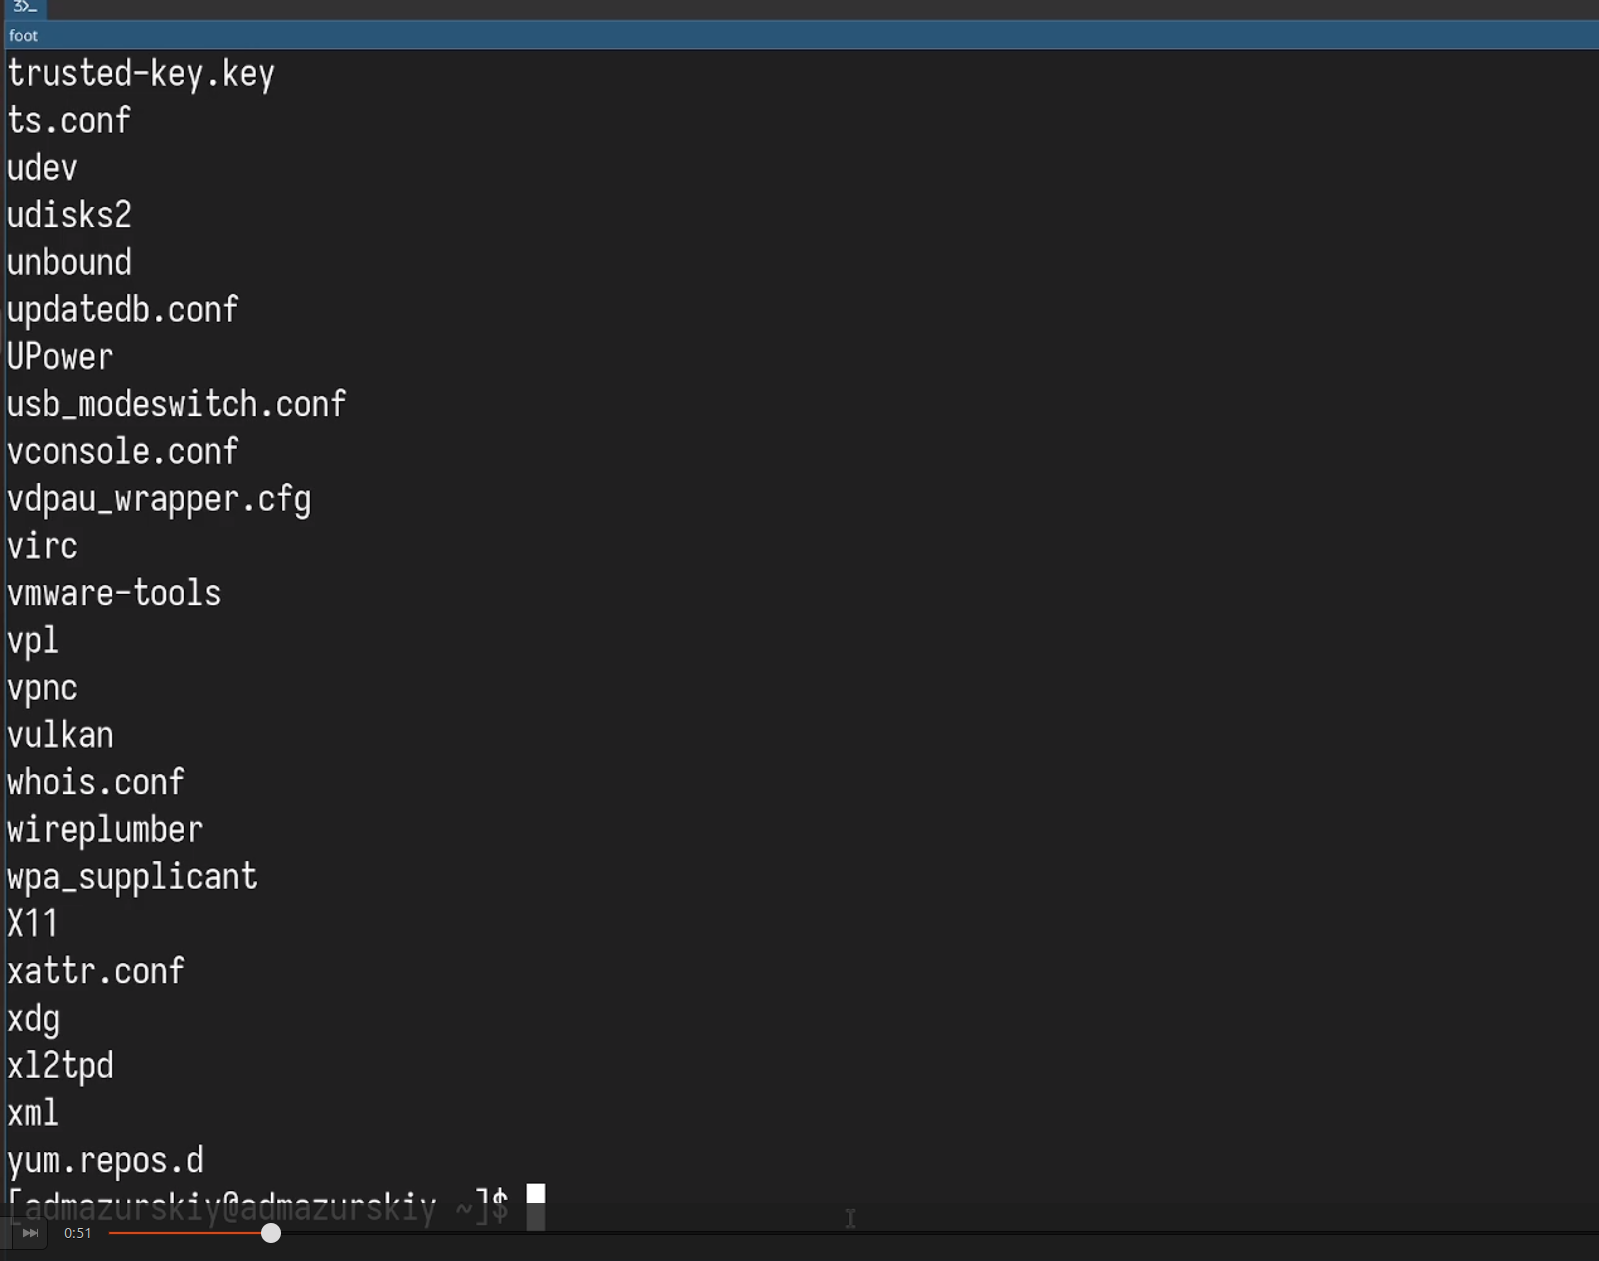 3>_
foot
trusted-key.key
ts.conf
udev
udisks2
unbound
updatedb.conf
UPower
usb_modeswitch.conf
vconsole.conf
vdpau_wrapper.cfg
virc
vmware-tools
vpl
vpnc
vulkan
whois.conf
wireplumber
wpa_supplicant
X11
xattr.conf
xdg
xl2tpd
xml
yum.repos.d
[admazurskiy@admazurskiy ~]$
0:51